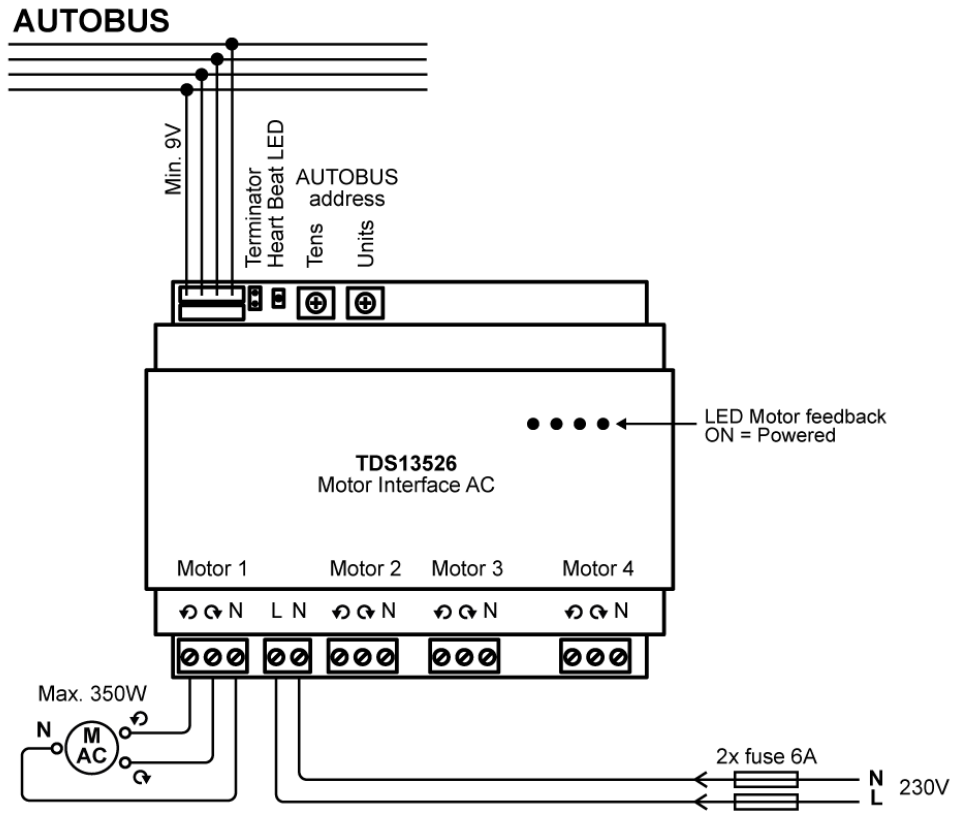 AUTOBUS
Min. 9V
Terminator
Heart Beat LED
AUTOBUS
address
Tens
Units
LED Motor feedback
ON = Powered
TDS13526
Motor Interface AC
Motor 1 Motor 2 Motor 3 Motor 4
N L N N N N
Max. 350W
N
M
AC
2x fuse 6A
N
L
230V